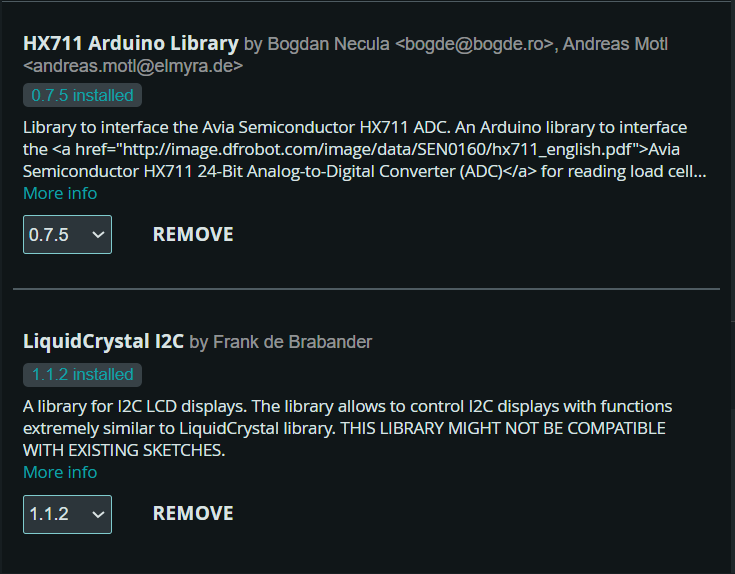 HX711 Arduino Library by Bogdan Necula <bogde@bogde.ro>, Andreas Motl
<andreas.motl@elmyra.de>
0.7.5 installed
Library to interface the Avia Semiconductor HX711 ADC. An Arduino library to interface
the <a href="http://image.dfrobot.com/image/data/SEN0160/hx711_english.pdf">Avia
Semiconductor HX711 24-Bit Analog-to-Digital Converter (ADC)</a> for reading load cell...
More info
0.7.5
REMOVE
LiquidCrystal I2C by Frank de Brabander
1.1.2 installed
A library for I2C LCD displays. The library allows to control I2C displays with functions
extremely similar to LiquidCrystal library. THIS LIBRARY MIGHT NOT BE COMPATIBLE
WITH EXISTING SKETCHES.
More info
1.1.2
REMOVE